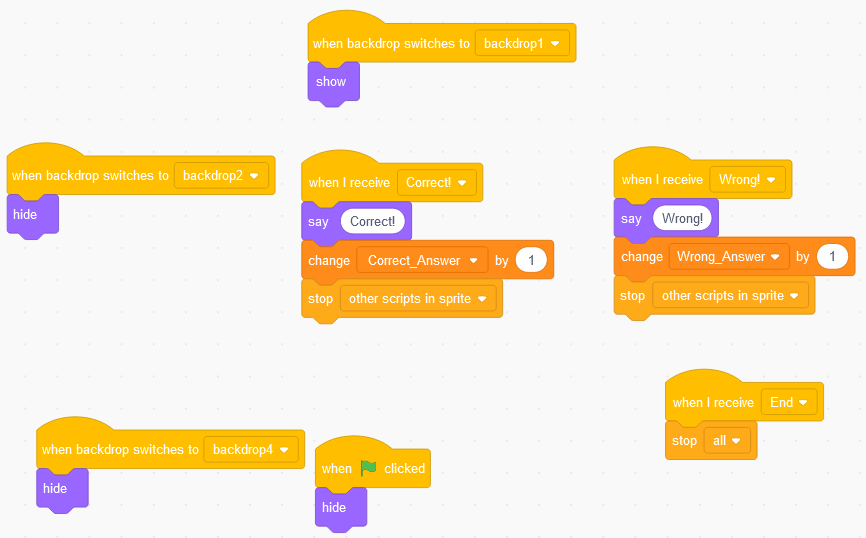 when backdrop switches to backdrop1
show
when backdrop switches to backdrop2
hide
when I receive Correct!
say Correct!
change Correct_Answer by 1
stop other scripts in sprite
when I receive Wrong!
say Wrong!
change Wrong_Answer by 1
stop other scripts in sprite
when backdrop switches to backdrop4
hide
when clicked
hide
when I receive End
stop all